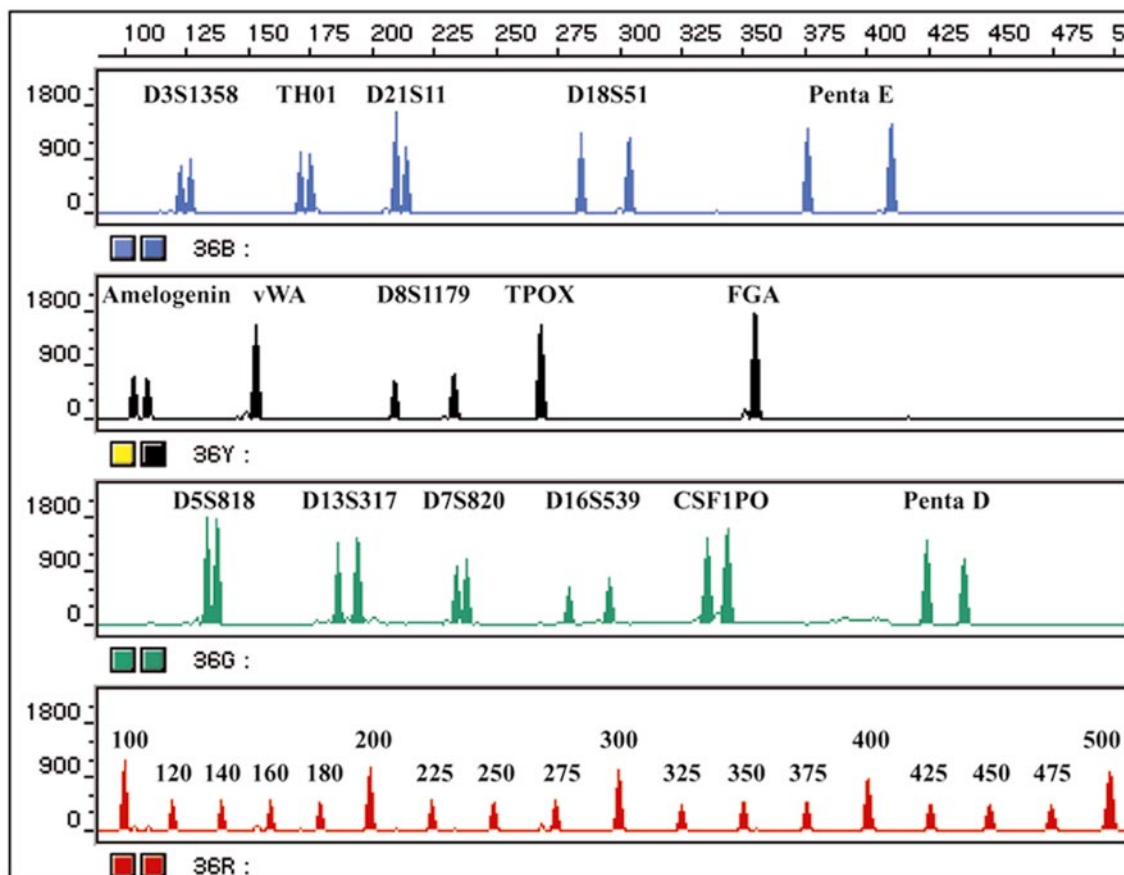 100 125 150 175 200 225 250 275 300 325 350 375 400 425 450 475 5
D3S1358 TH01 D21S11 D18S51 Penta E
1800
900
0
36B :
Amelogenin vWA D8S1179 TPOX FGA
1800
900
0
36Y :
D5S818 D13S317 D7S820 D16S539 CSF1PO Penta D
1800
900
0
36G :
1800
100 200 300 400 500
900
120 140 160 180 225 250 275 325 350 375 425 450 475
0
36R :